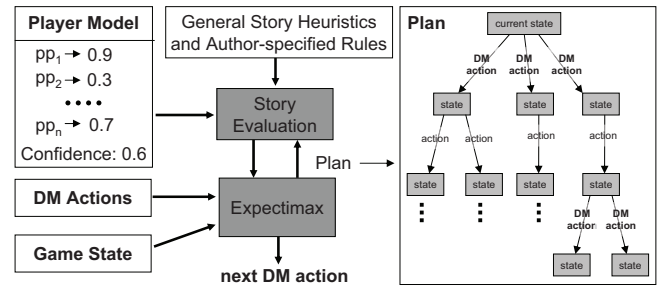 Player Model
pp1 → 0.9
pp2 → 0.3
••••
ppn → 0.7
Confidence: 0.6
DM Actions
Game State
General Story Heuristics
and Author-specified Rules
Story
Evaluation
Expectimax
next DM action
Plan
Plan
current state
DM action
DM action
DM action
state
state
state
action
action
action
action
state
state
state
state
DM action
DM action
state
state